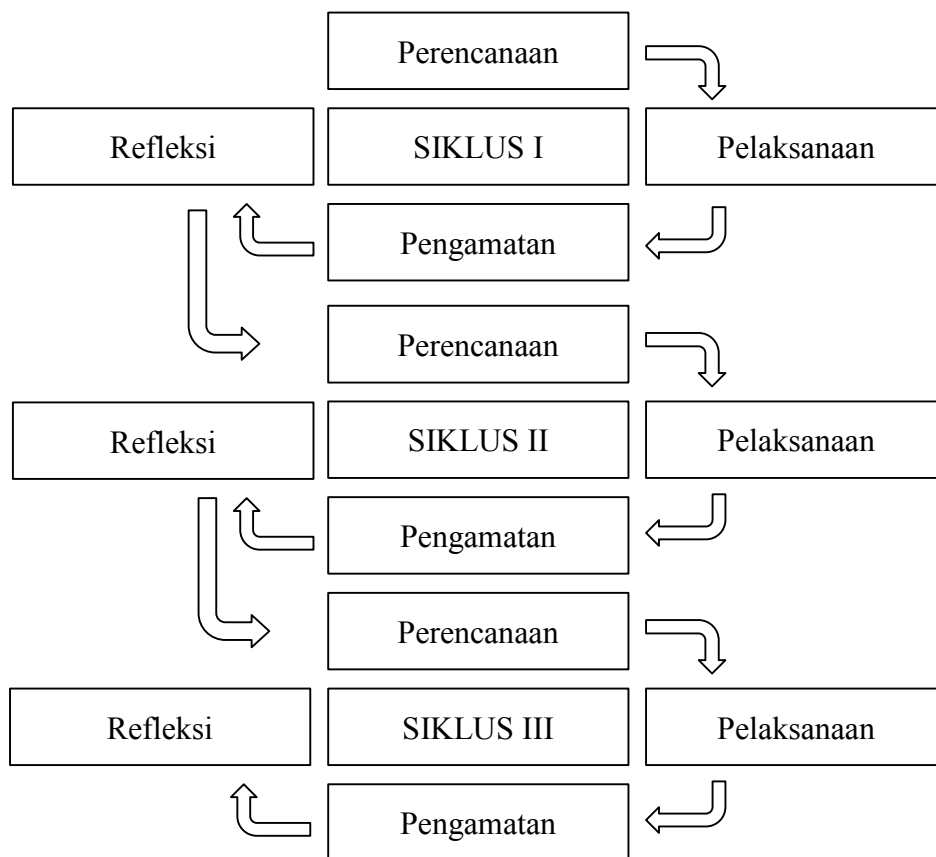 Perencanaan
Refleksi
SIKLUS I
Pelaksanaan
Pengamatan
Perencanaan
Refleksi
SIKLUS II
Pelaksanaan
Pengamatan
Perencanaan
Refleksi
SIKLUS III
Pelaksanaan
Pengamatan